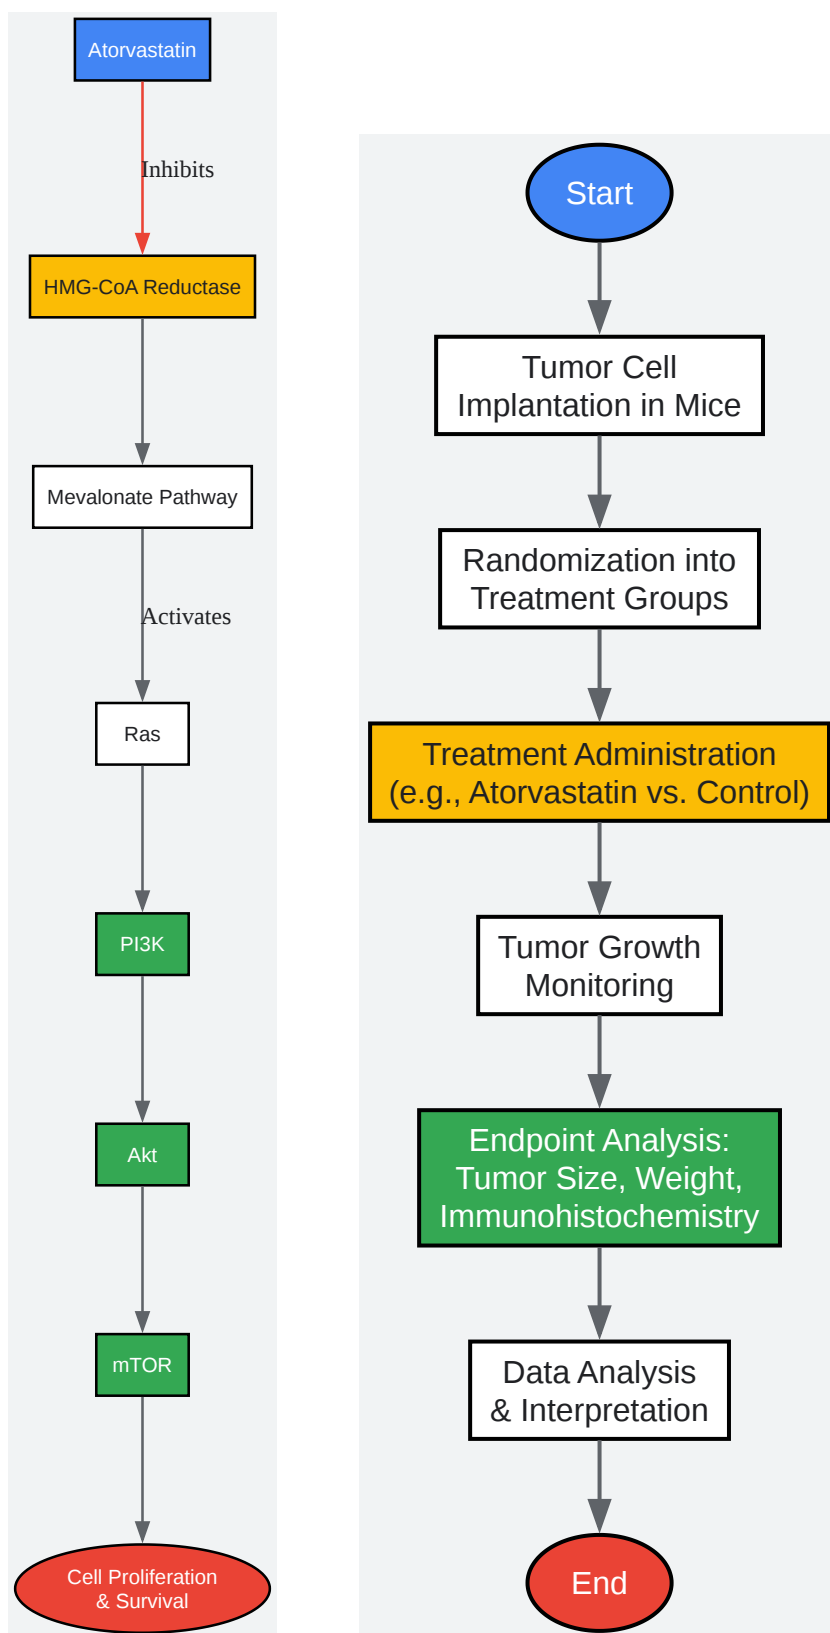 Atorvastatin
Inhibits
HMG-CoA Reductase
Mevalonate Pathway
Activates
Ras
PI3K
Akt
mTOR
Cell Proliferation
& Survival
Start
Tumor Cell
Implantation in Mice
Randomization into
Treatment Groups
Treatment Administration
(e.g., Atorvastatin vs. Control)
Tumor Growth
Monitoring
Endpoint Analysis:
Tumor Size, Weight,
Immunohistochemistry
Data Analysis
& Interpretation
End